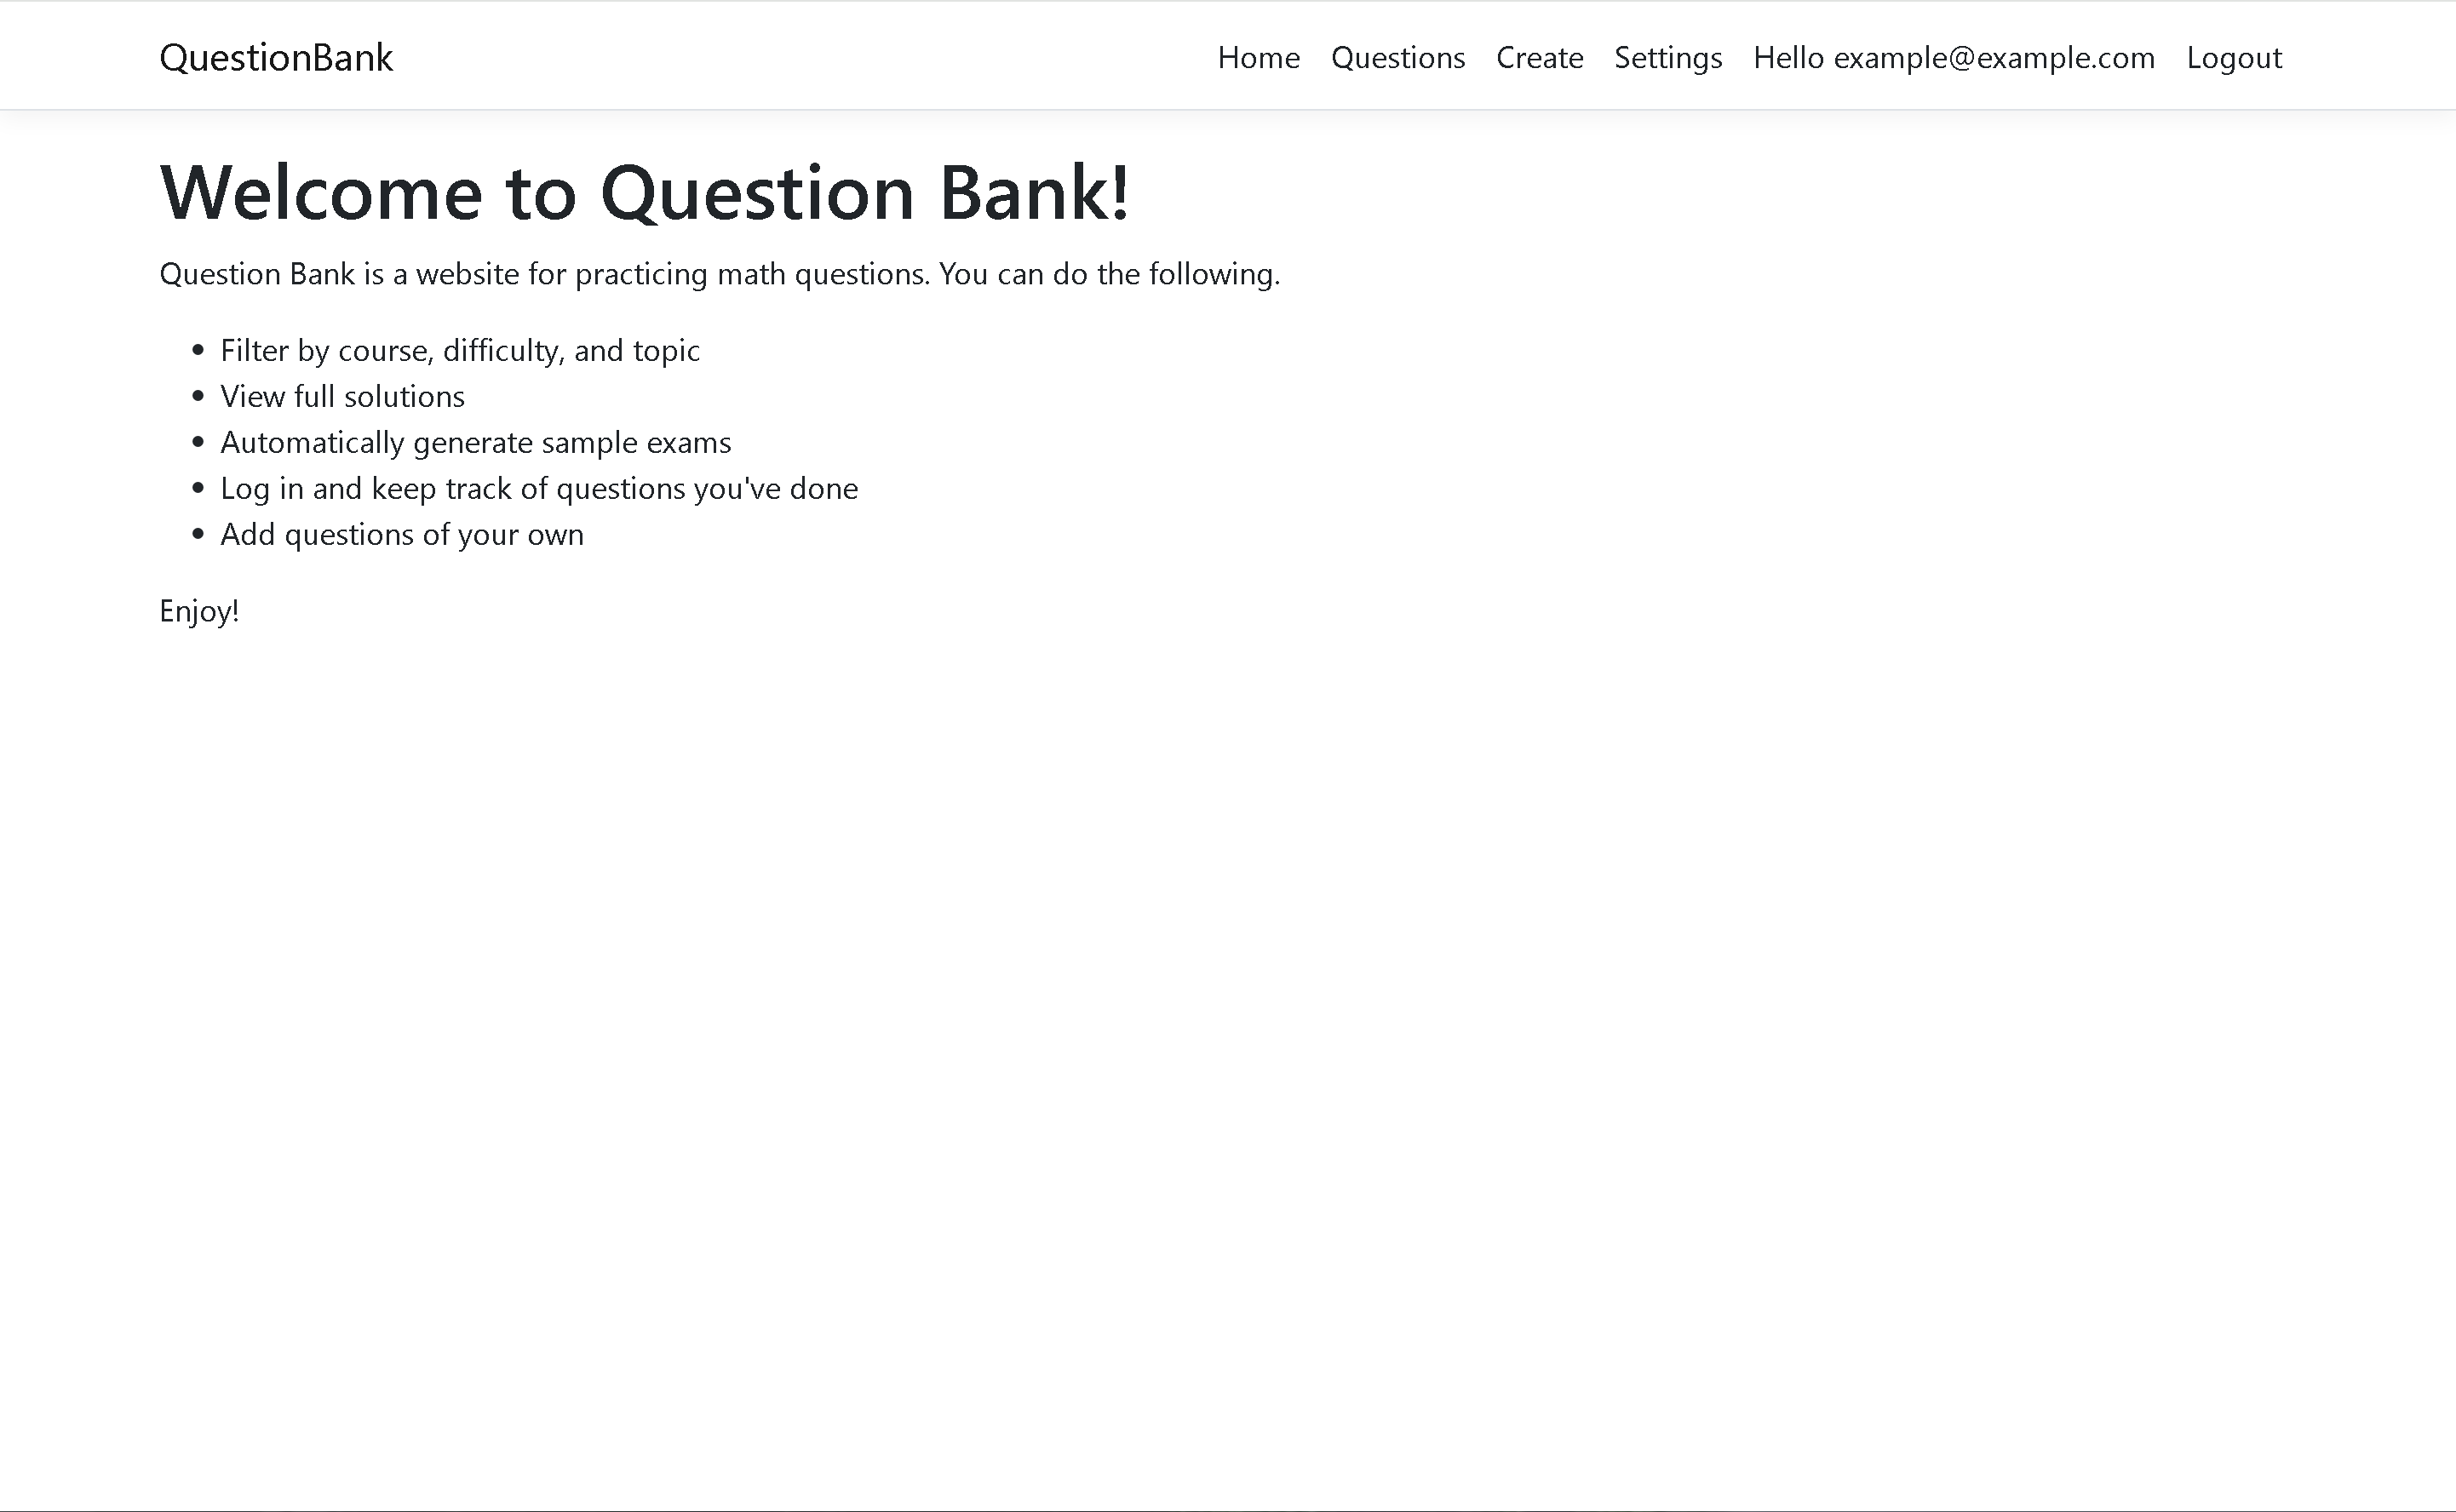 QuestionBank Home Questions Create Settings Hello example@example.com Logout
Welcome to Question Bank!
Question Bank is a website for practicing math questions. You can do the following.
• Filter by course, difficulty, and topic
• View full solutions
• Automatically generate sample exams
• Log in and keep track of questions you've done
• Add questions of your own
Enjoy!